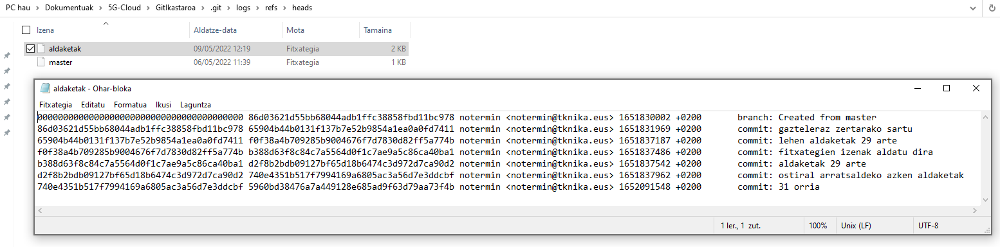 PC hau > Dokumentuak > 5G-Cloud > GitIkastaroa > .git > logs > refs > heads
Izena Aldatze-data Mota Tamaina
aldaketak 09/05/2022 12:19 Fitxategia 2 KB
master 06/05/2022 11:39 Fitxategia 1 KB
aldaketak - Ohar-bloka
Fitxategia Editatu Formatua Ikusi Laguntza
0000000000000000000000000000000000000000 86d03621d55bb68044adb1ffc38858fbd11bc978 notermin <notermin@tknika.eus> 1651830002 +0200 branch: Created from master
86d03621d55bb68044adb1ffc38858fbd11bc978 65904b44b0131f137b7e52b9854a1ea0a0fd7411 notermin <notermin@tknika.eus> 1651831969 +0200 commit: gazteleraz zertarako sartu
65904b44b0131f137b7e52b9854a1ea0a0fd7411 f0f38a4b709285b9004676f7d7830d82ff5a774b notermin <notermin@tknika.eus> 1651837187 +0200 commit: lehen aldaketak 29 arte
f0f38a4b709285b9004676f7d7830d82ff5a774b b388d63f8c84c7a5564d0f1c7ae9a5c86ca40ba1 notermin <notermin@tknika.eus> 1651837486 +0200 commit: fitxategien izenak aldatu dira
b388d63f8c84c7a5564d0f1c7ae9a5c86ca40ba1 d2f8b2bdb09127bf65d18b6474c3d972d7ca90d2 notermin <notermin@tknika.eus> 1651837542 +0200 commit: aldaketak 29 arte
d2f8b2bdb09127bf65d18b6474c3d972d7ca90d2 740e4351b517f7994169a6805ac3a56d7e3ddcbf notermin <notermin@tknika.eus> 1651837962 +0200 commit: ostiral arratsaldeko azken aldaketak
740e4351b517f7994169a6805ac3a56d7e3ddcbf 5960bd38476a7a449128e685ad9f63d79aa73f4b notermin <notermin@tknika.eus> 1652091548 +0200 commit: 31 orria
1 ler., 1 zut. 100% Unix (LF) UTF-8